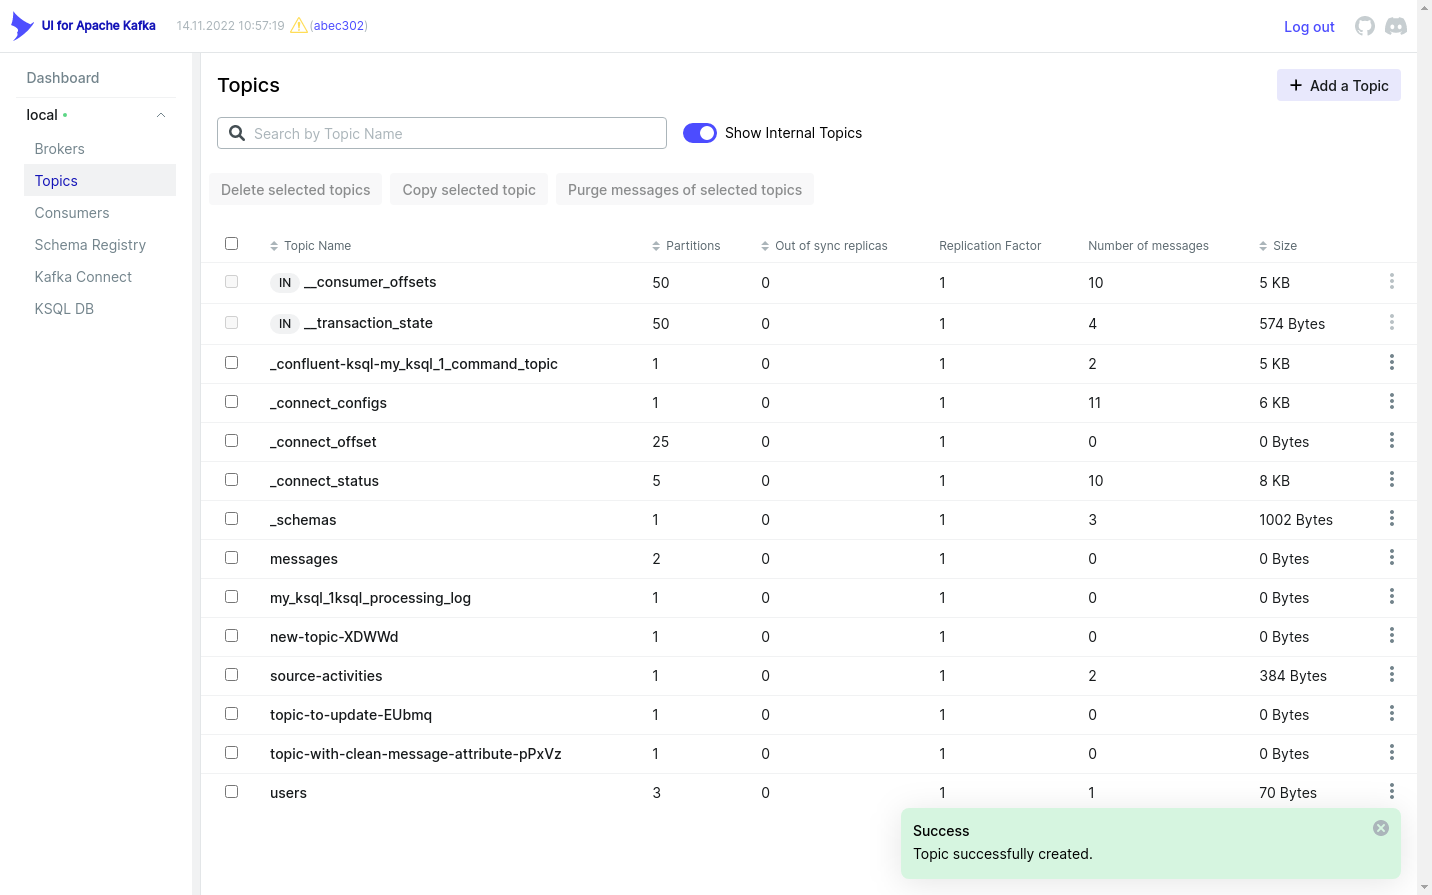 UI for Apache Kafka 14.11.2022 10:57:19 (abec302) Log out
Dashboard
local
Brokers
Topics
Consumers
Schema Registry
Kafka Connect
KSQL DB
Topics
Add a Topic
Search by Topic Name
Show Internal Topics
Delete selected topics Copy selected topic Purge messages of selected topics
Topic Name Partitions Out of sync replicas Replication Factor Number of messages Size
IN __consumer_offsets 50 0 1 10 5 KB
IN __transaction_state 50 0 1 4 574 Bytes
_confluent-ksql-my_ksql_1_command_topic 1 0 1 2 5 KB
_connect_configs 1 0 1 11 6 KB
_connect_offset 25 0 1 0 0 Bytes
_connect_status 5 0 1 10 8 KB
_schemas 1 0 1 3 1002 Bytes
messages 2 0 1 0 0 Bytes
my_ksql_1ksql_processing_log 1 0 1 0 0 Bytes
new-topic-XDWWd 1 0 1 0 0 Bytes
source-activities 1 0 1 2 384 Bytes
topic-to-update-EUbmq 1 0 1 0 0 Bytes
topic-with-clean-message-attribute-pPxVz 1 0 1 0 0 Bytes
users 3 0 1 1 70 Bytes
Success
Topic successfully created.